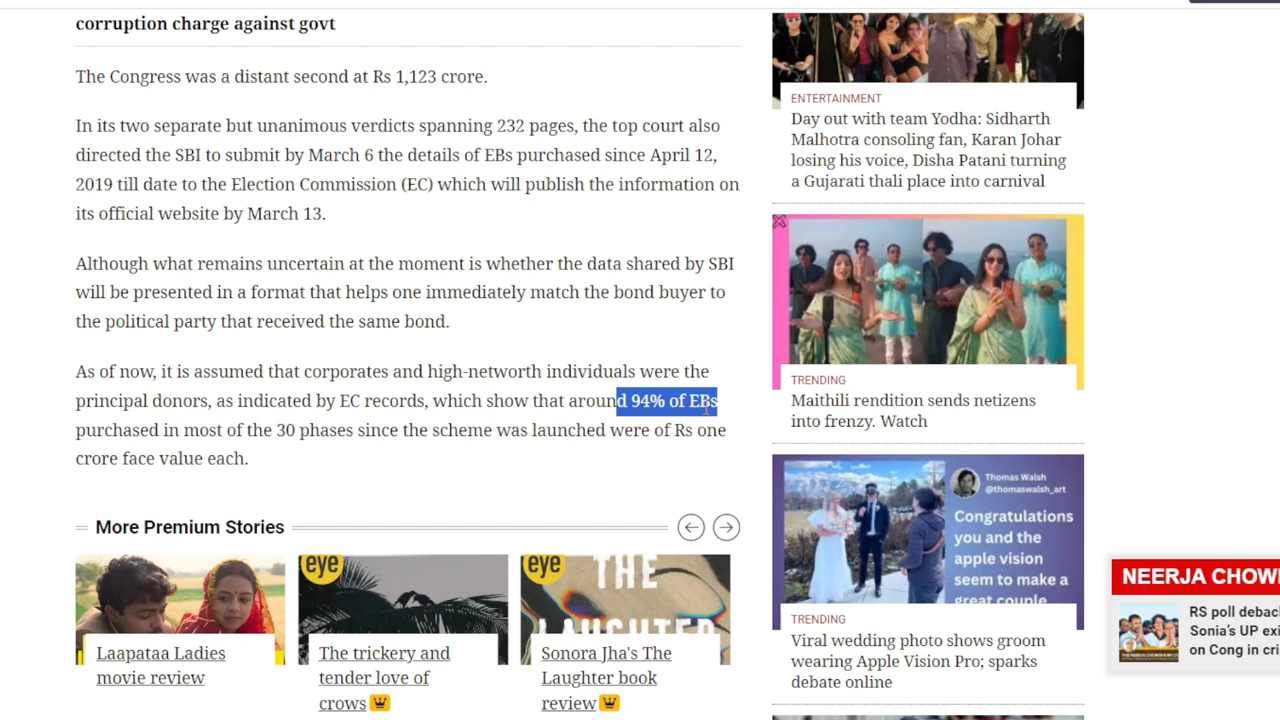 corruption charge against govt
The Congress was a distant second at Rs 1,123 crore.
In its two separate but unanimous verdicts spanning 232 pages, the top court also
directed the SBI to submit by March 6 the details of EBs purchased since April 12,
2019 till date to the Election Commission (EC) which will publish the information on
its official website by March 13.
Although what remains uncertain at the moment is whether the data shared by SBI
will be presented in a format that helps one immediately match the bond buyer to
the political party that received the same bond.
As of now, it is assumed that corporates and high-networth individuals were the
principal donors, as indicated by EC records, which show that around 94% of EBs
purchased in most of the 30 phases since the scheme was launched were of Rs one
crore face value each.
More Premium Stories
eye
eye
THE
LAUGHTER
Laapataa Ladies
movie review
The trickery and
tender love of
crows
Sonora Jha's The
Laughter book
review
ENTERTAINMENT
Day out with team Yodha: Sidharth
Malhotra consoling fan, Karan Johar
losing his voice, Disha Patani turning
a Gujarati thali place into carnival
TRENDING
Maithili rendition sends netizens
into frenzy. Watch
Thomas Walsh
@thomaswalsh_art
Congratulations
you and the
apple vision
seem to make a
great couple
TRENDING
Viral wedding photo shows groom
wearing Apple Vision Pro; sparks
debate online
NEERJA
RS poll
Sonia's UP
on Cong in